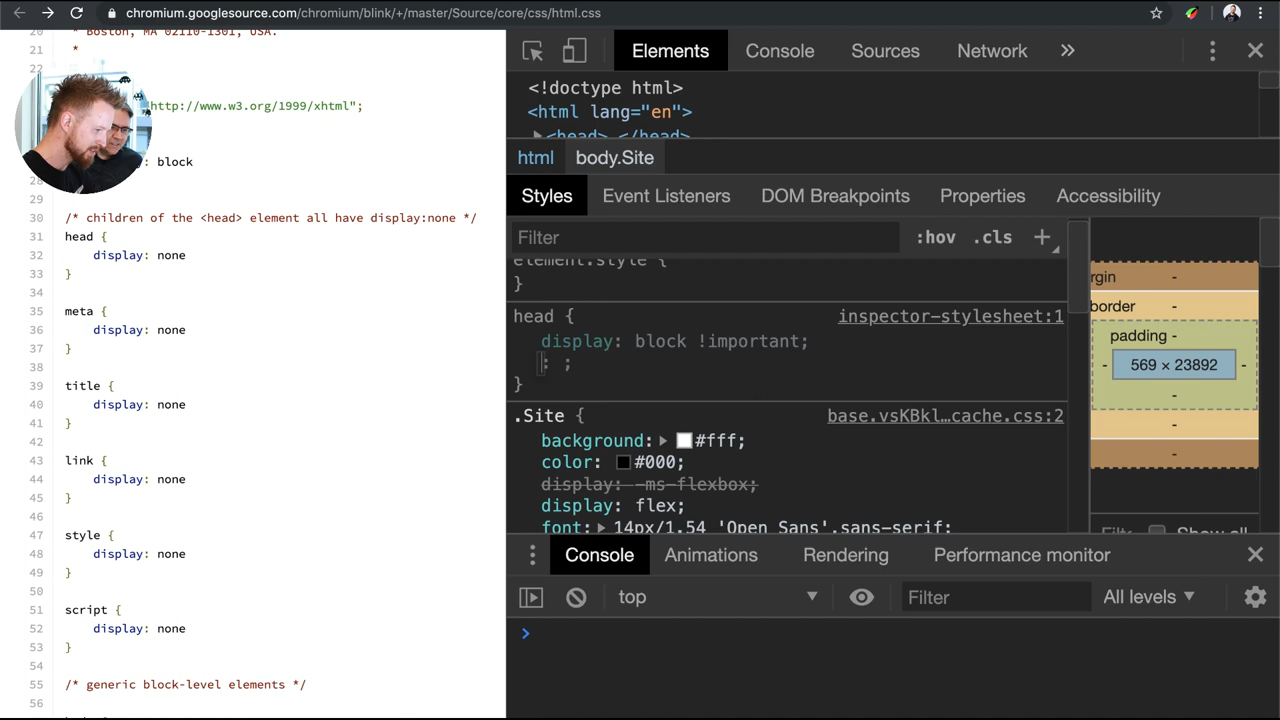 chromium.googlesource.com/chromium/blink/+/master/Source/core/css/html.css
20 * Boston, MA 02110-1301, USA.
21 *
22
http://www.w3.org/1999/xhtml";
: block
28
29
30 /* children of the <head> element all have display:none */
31 head {
32 display: none
33 }
34
35 meta {
36 display: none
37 }
38
39 title {
40 display: none
41 }
42
43 link {
44 display: none
45 }
46
47 style {
48 display: none
49 }
50
51 script {
52 display: none
53 }
54
55 /* generic block-level elements */
56
Elements Console Sources Network »
<!doctype html>
<html lang="en">
▶<head> </head>
html body.Site
Styles Event Listeners DOM Breakpoints Properties Accessibility
Filter :hov .cls +
element.style {
}
head { inspector-stylesheet:1
display: block !important;
: ;
}
.Site { base.vsKBkl…cache.css:2
background: ▶ #fff;
color: #000;
display: -ms-flexbox;
display: flex;
font: ▶ 14px/1.54 'Open Sans',sans-serif;
rgin -
border -
padding -
- 569 × 23892 -
-
-
-
Filte Show all
Console Animations Rendering Performance monitor
top ▼ Filter All levels ▼
>